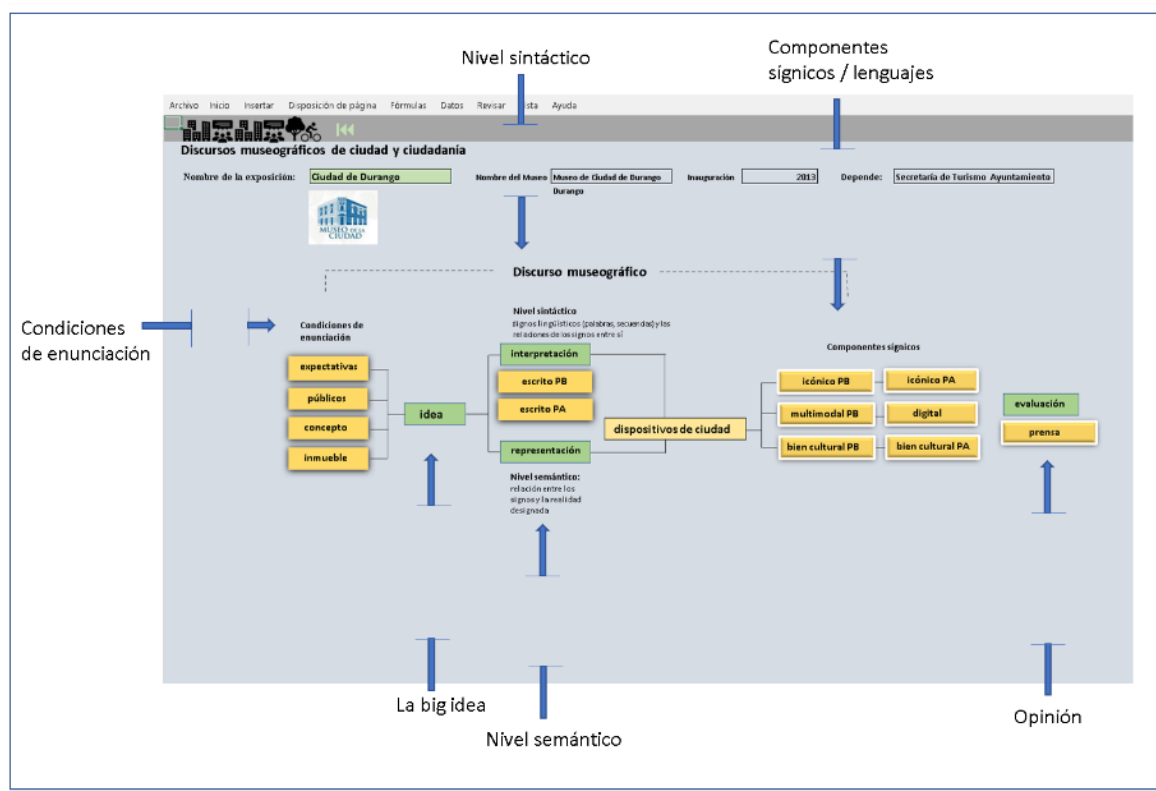 Nivel sintáctico
Componentes
sígnicos / lenguajes
Archivo Inicio Insertar Disposición de página Fórmulas Datos Revisar ista Ayuda
Discursos museográficos de ciudad y ciudadanía
Nombre de la exposición: Ciudad de Durango Nombre del Museo Museo de Ciudad de Durango Inauguración 2013 Depende: Secretaría de Turismo Ayuntamiento
Durango
MUSEO DE LA
CIUDAD
Discurso museográfico
Condiciones
de enunciación
Condiciones de
enunciación
expectativas
públicos
concepto
inmueble
idea
Nivel sintáctico
signos lingüísticos (palabras, secuencias) y las
relaciones de los signos entre sí
interpretación
escrito PB
escrito PA
representación
Nivel semántico:
relación entre los
signos y la realidad
designada
dispositivos de ciudad
Componentes sígnicos
icónico PB icónico PA
multimodal PB digital
bien cultural PB bien cultural PA
evaluación
prensa
La big idea
Nivel semántico
Opinión